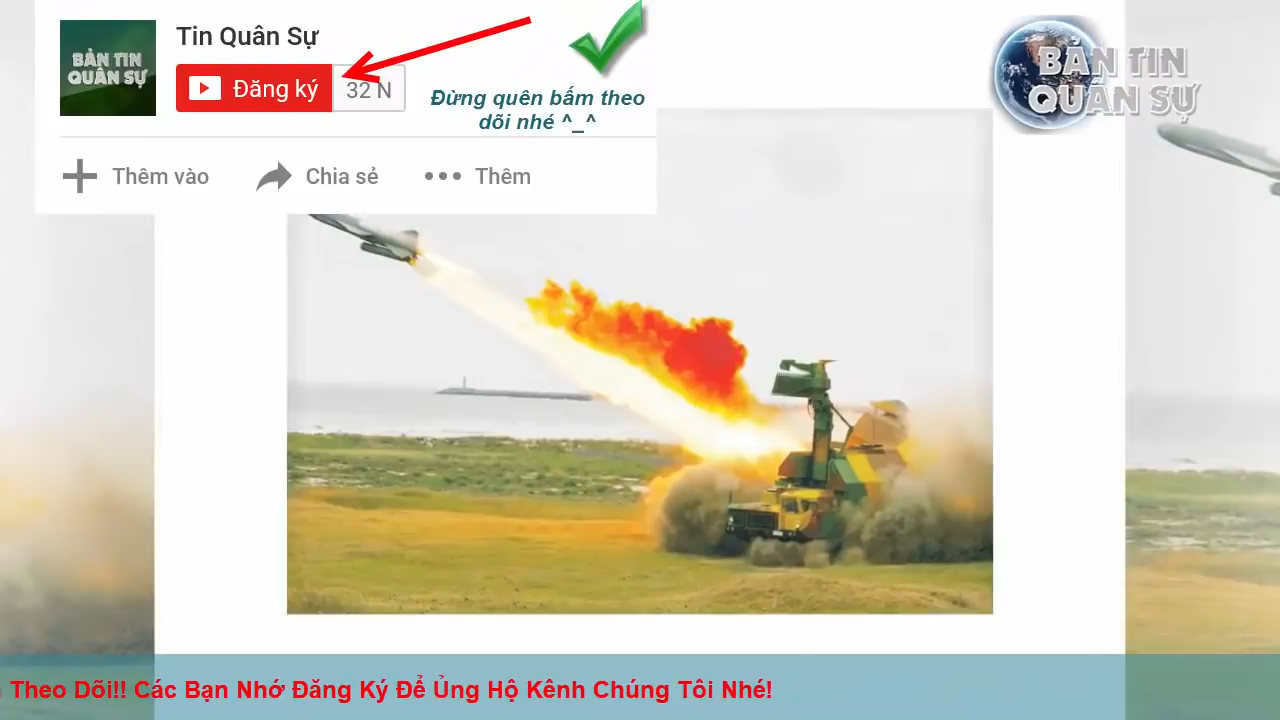 BẢN TIN
QUÂN SỰ
Tin Quân Sự
Đăng ký
32 N
Đừng quên bấm theo
dõi nhé ^_^
Thêm vào
Chia sẻ
Thêm
BẢN TIN
QUÂN SỰ
Theo Dõi!! Các Bạn Nhớ Đăng Ký Để Ủng Hộ Kênh Chúng Tôi Nhé!